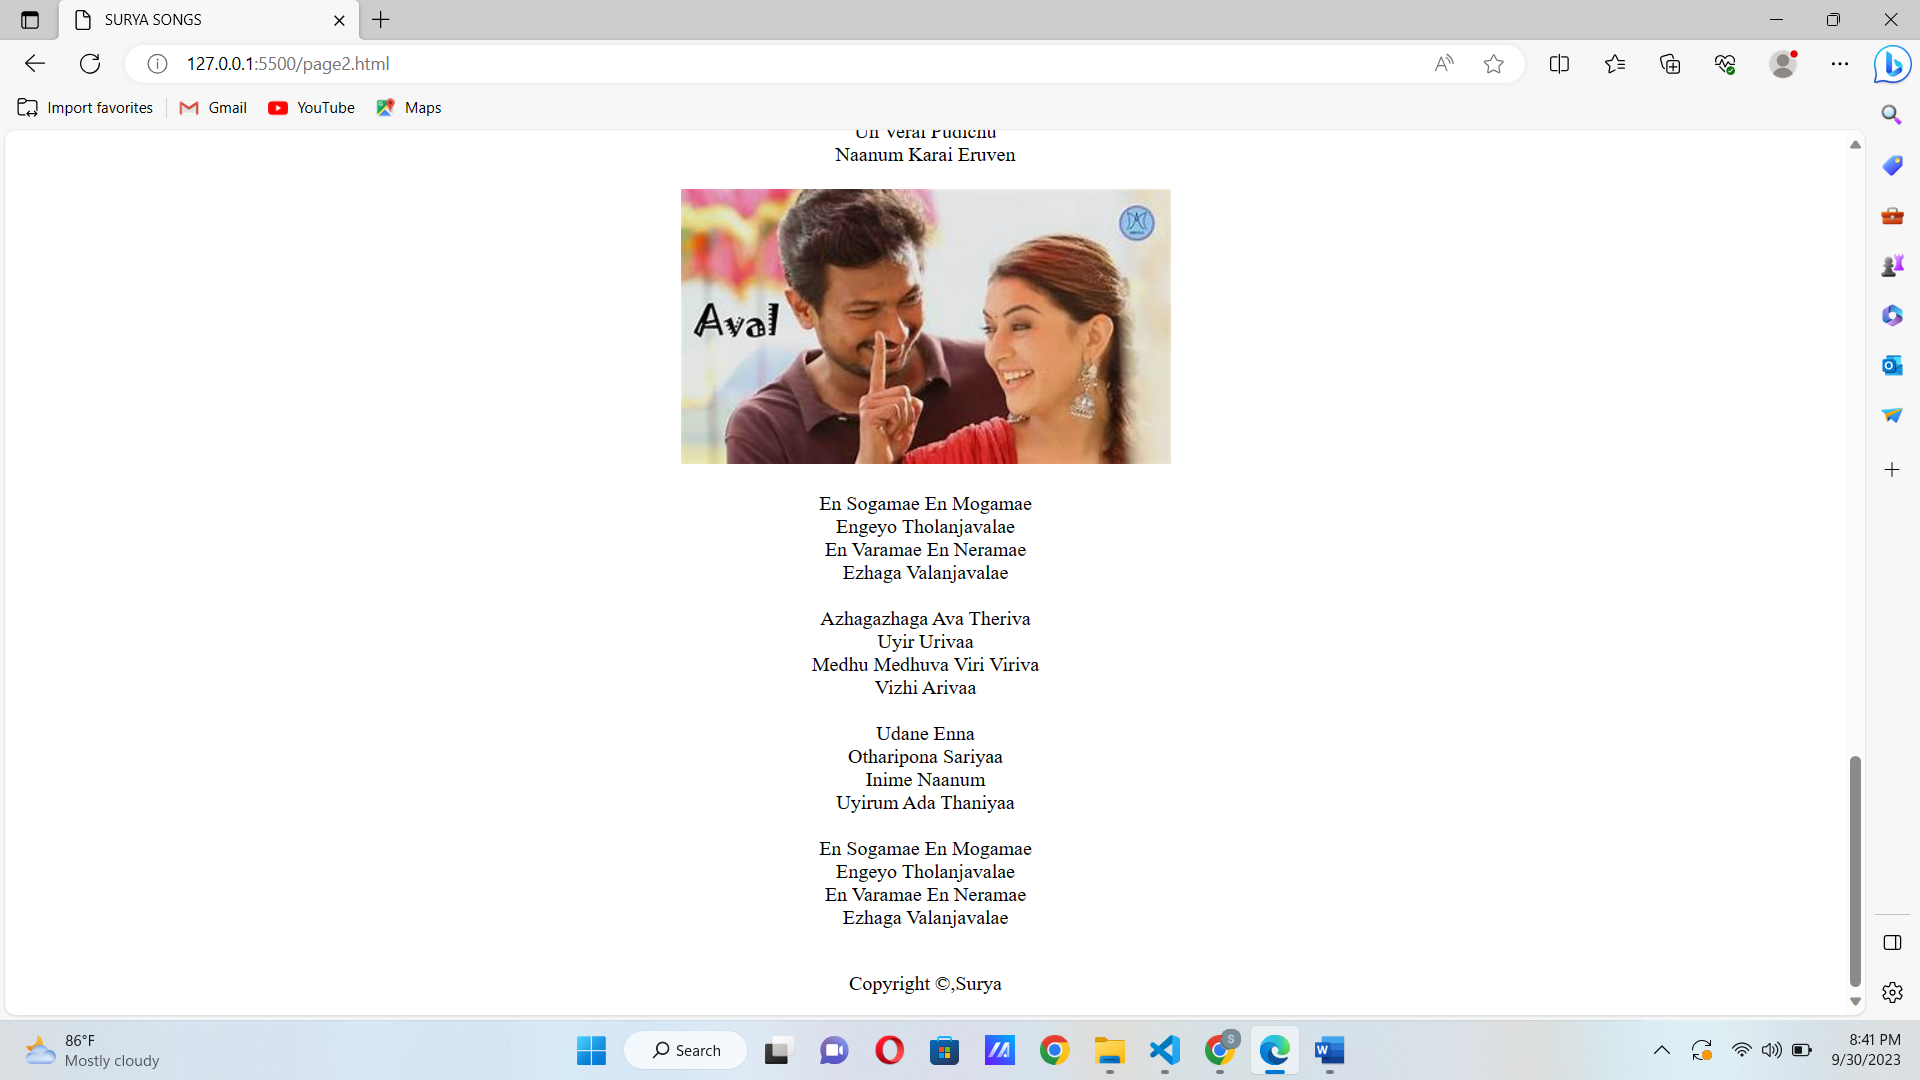 SURYA SONGS
127.0.0.1:5500/page2.html
Import favorites
Gmail
YouTube
Maps
Un Veral Pudichu
Naanum Karai Eruven
Aval
En Sogamae En Mogamae
Engeyo Tholanjavalae
En Varamae En Neramae
Ezhaga Valanjavalae
Azhagazhaga Ava Theriva
Uyir Urivaa
Medhu Medhuva Viri Viriva
Vizhi Arivaa
Udane Enna
Otharipona Sariyaa
Inime Naanum
Uyirum Ada Thaniyaa
En Sogamae En Mogamae
Engeyo Tholanjavalae
En Varamae En Neramae
Ezhaga Valanjavalae
Copyright ©,Surya
86°F
Mostly cloudy
Search
S
8:41 PM
9/30/2023